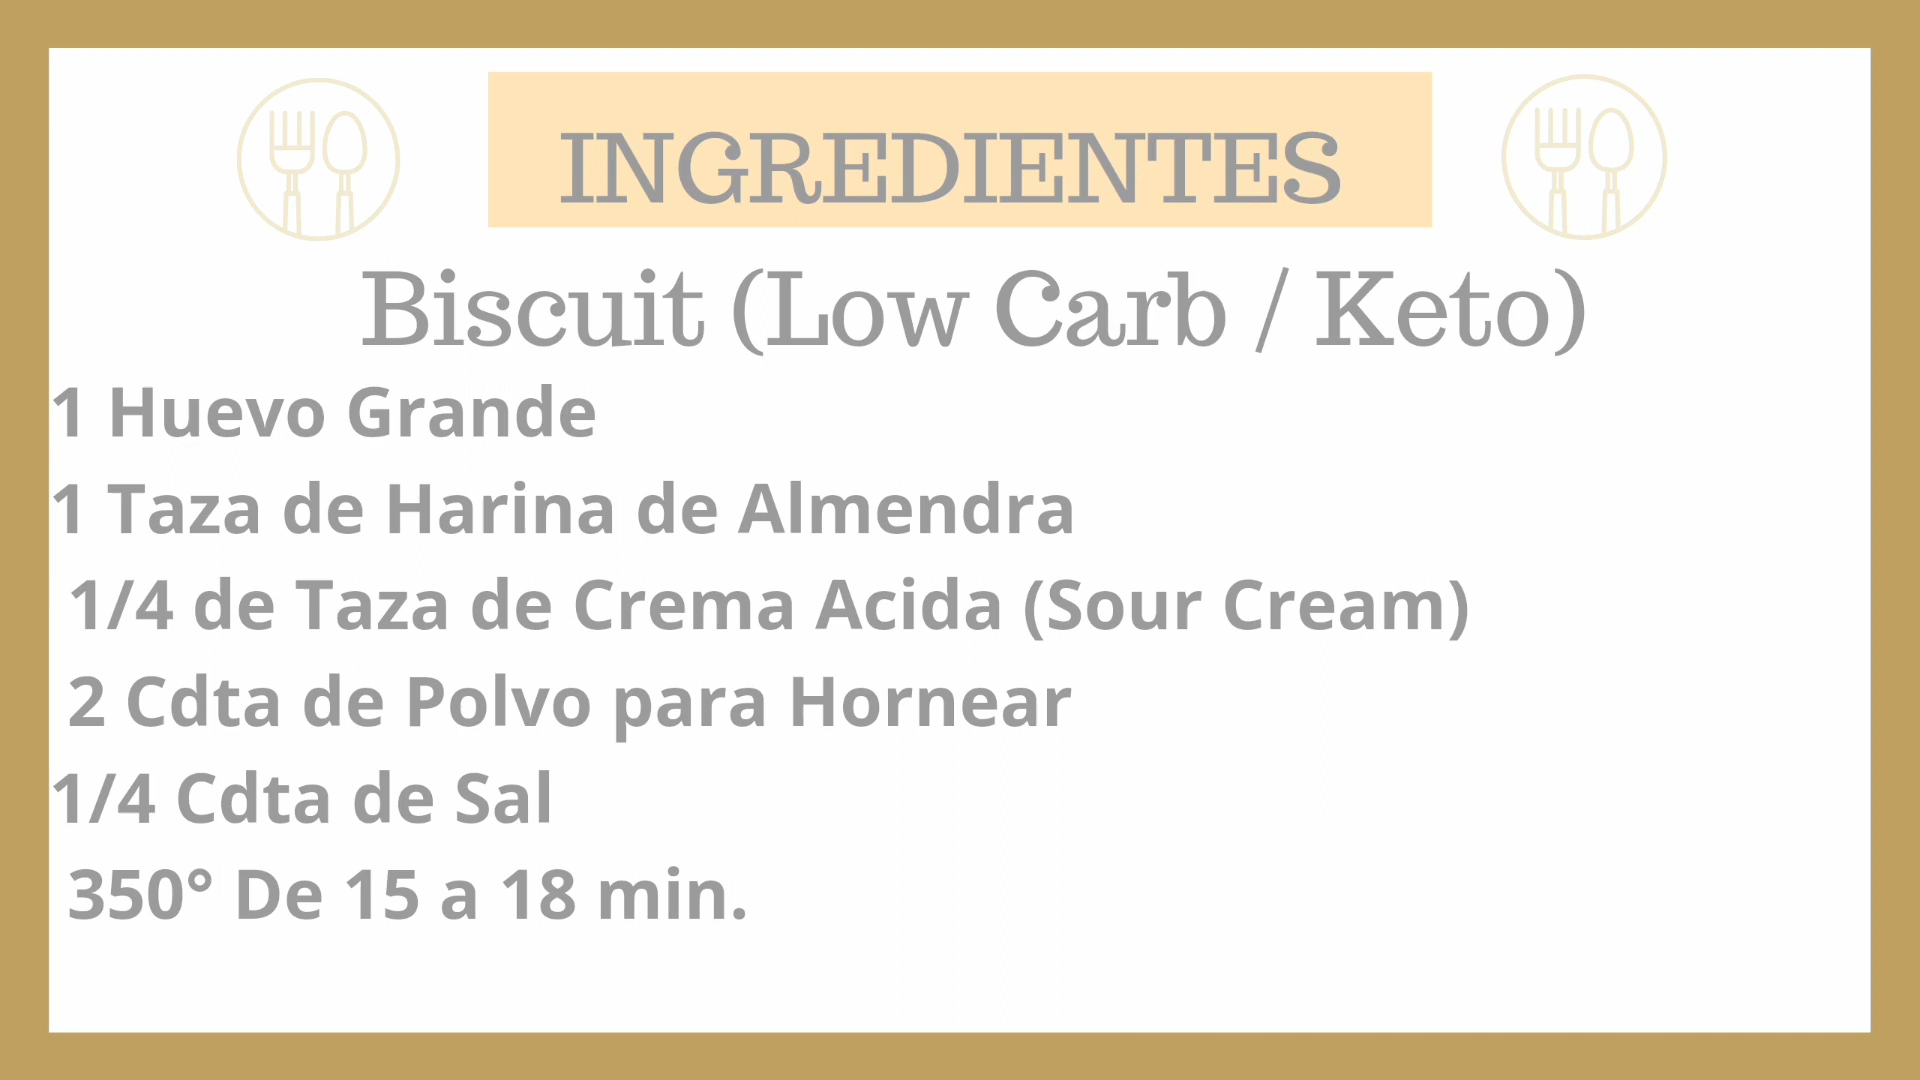 INGREDIENTES
Biscuit (Low Carb / Keto)
1 Huevo Grande
1 Taza de Harina de Almendra
1/4 de Taza de Crema Acida (Sour Cream)
2 Cdta de Polvo para Hornear
1/4 Cdta de Sal
350° De 15 a 18 min.